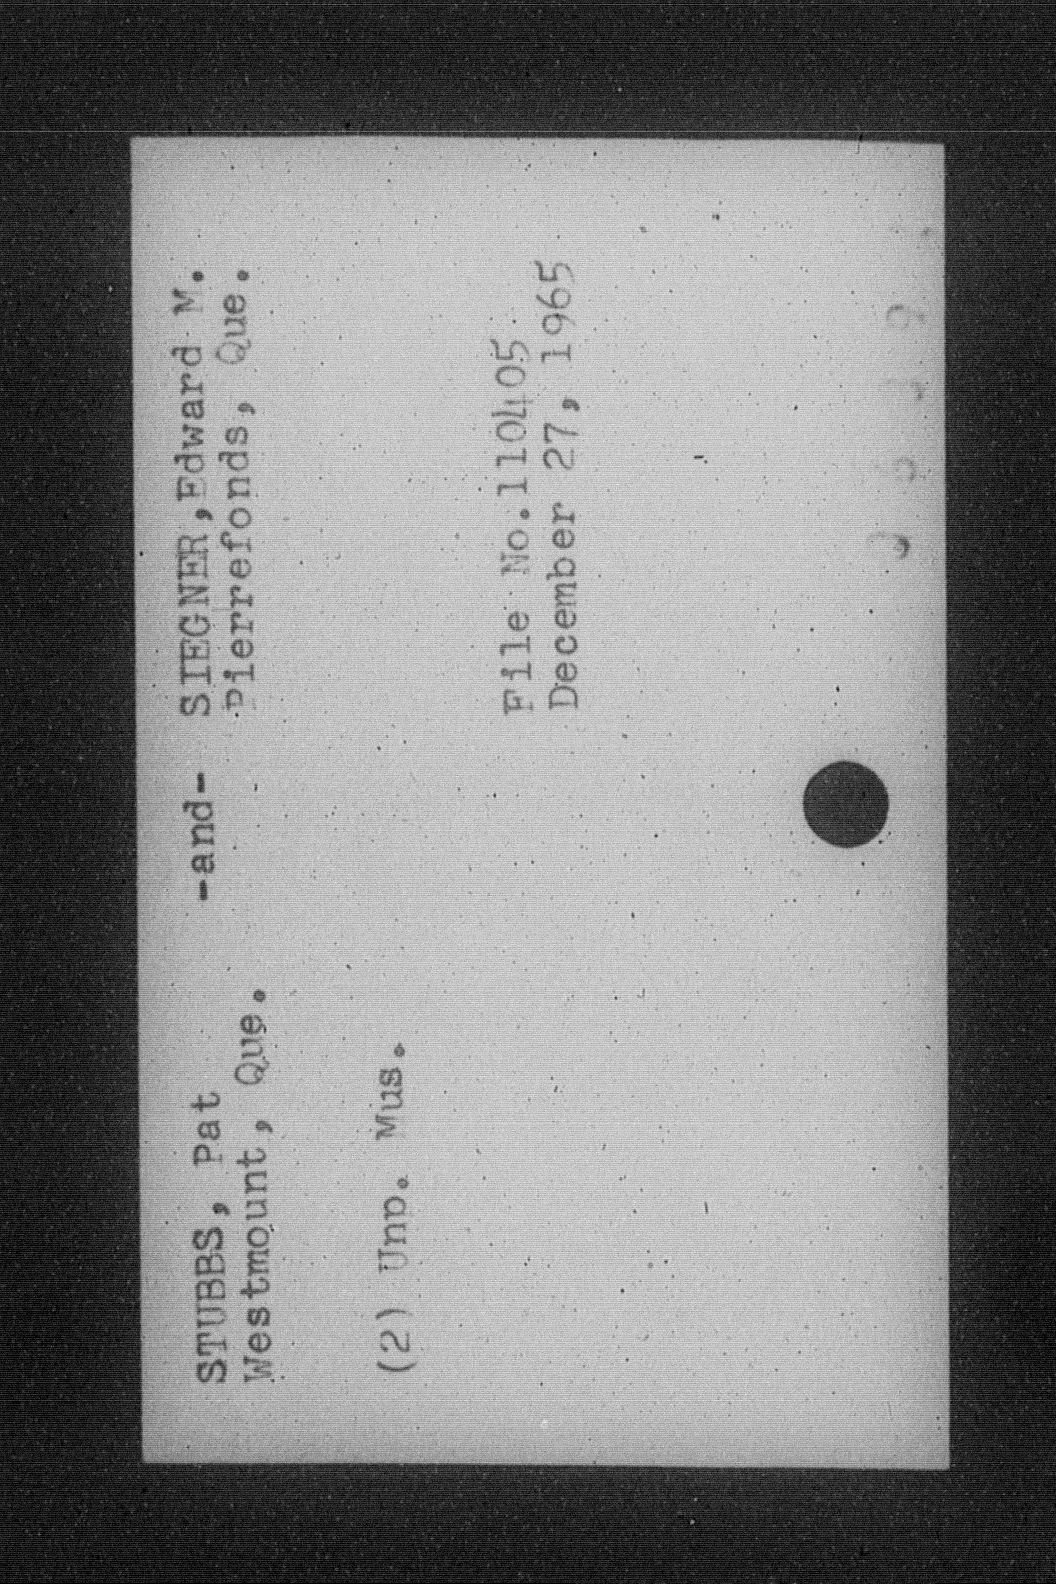 STUBBS, Pat -and- SIEGNER,Edward M.
Westmount, Que. Pierrefonds, Que.
(2) Unp. Mus.
File No.110405
December 27, 1965